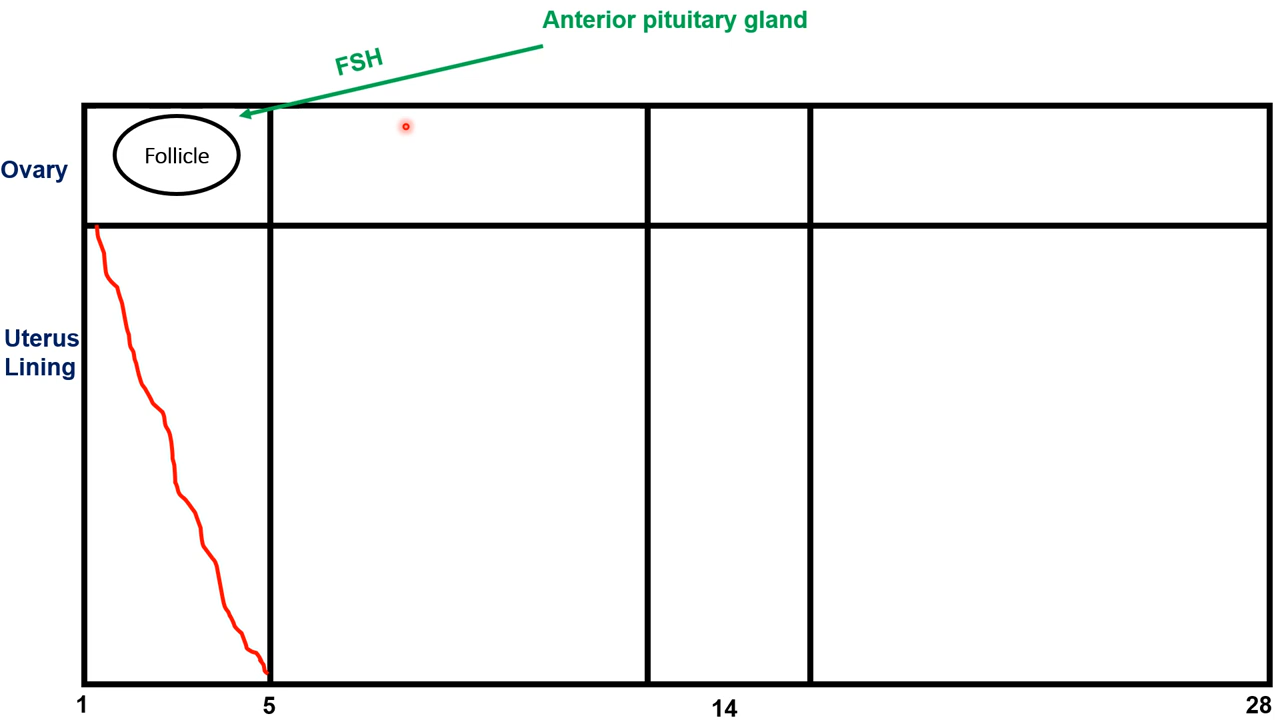 Anterior pituitary gland
FSH
Follicle
Ovary
Uterus
Lining
1
5
14
28